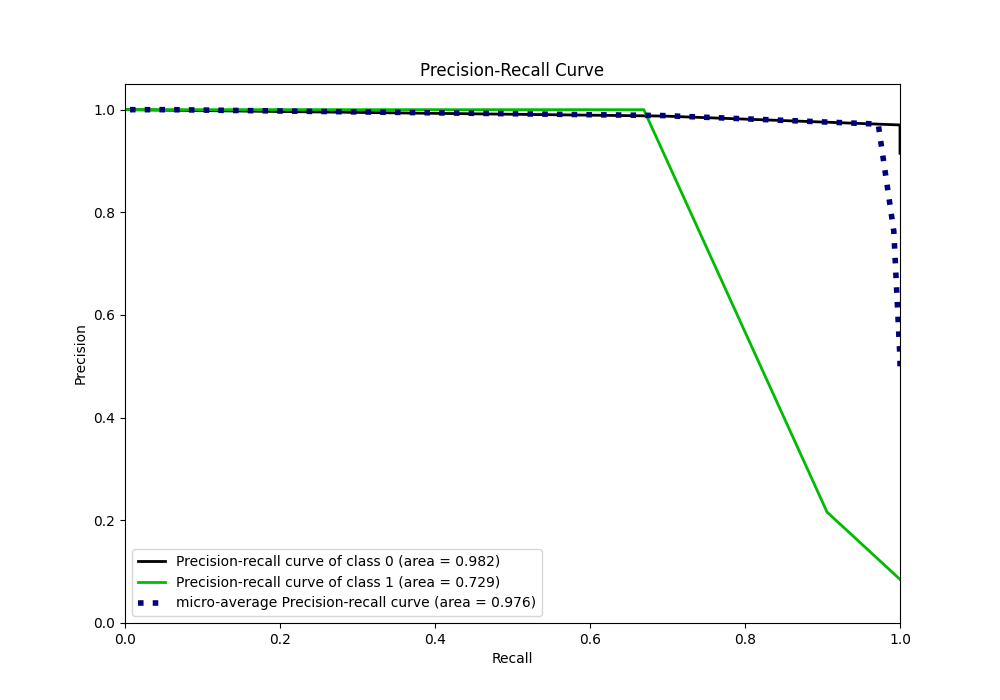 Precision-Recall Curve
1.0
0.8
0.6
0.4
0.2
0.0
Precision
Precision-recall curve of class 0 (area = 0.982)
Precision-recall curve of class 1 (area = 0.729)
micro-average Precision-recall curve (area = 0.976)
0.0 0.2 0.4 0.6 0.8 1.0
Recall